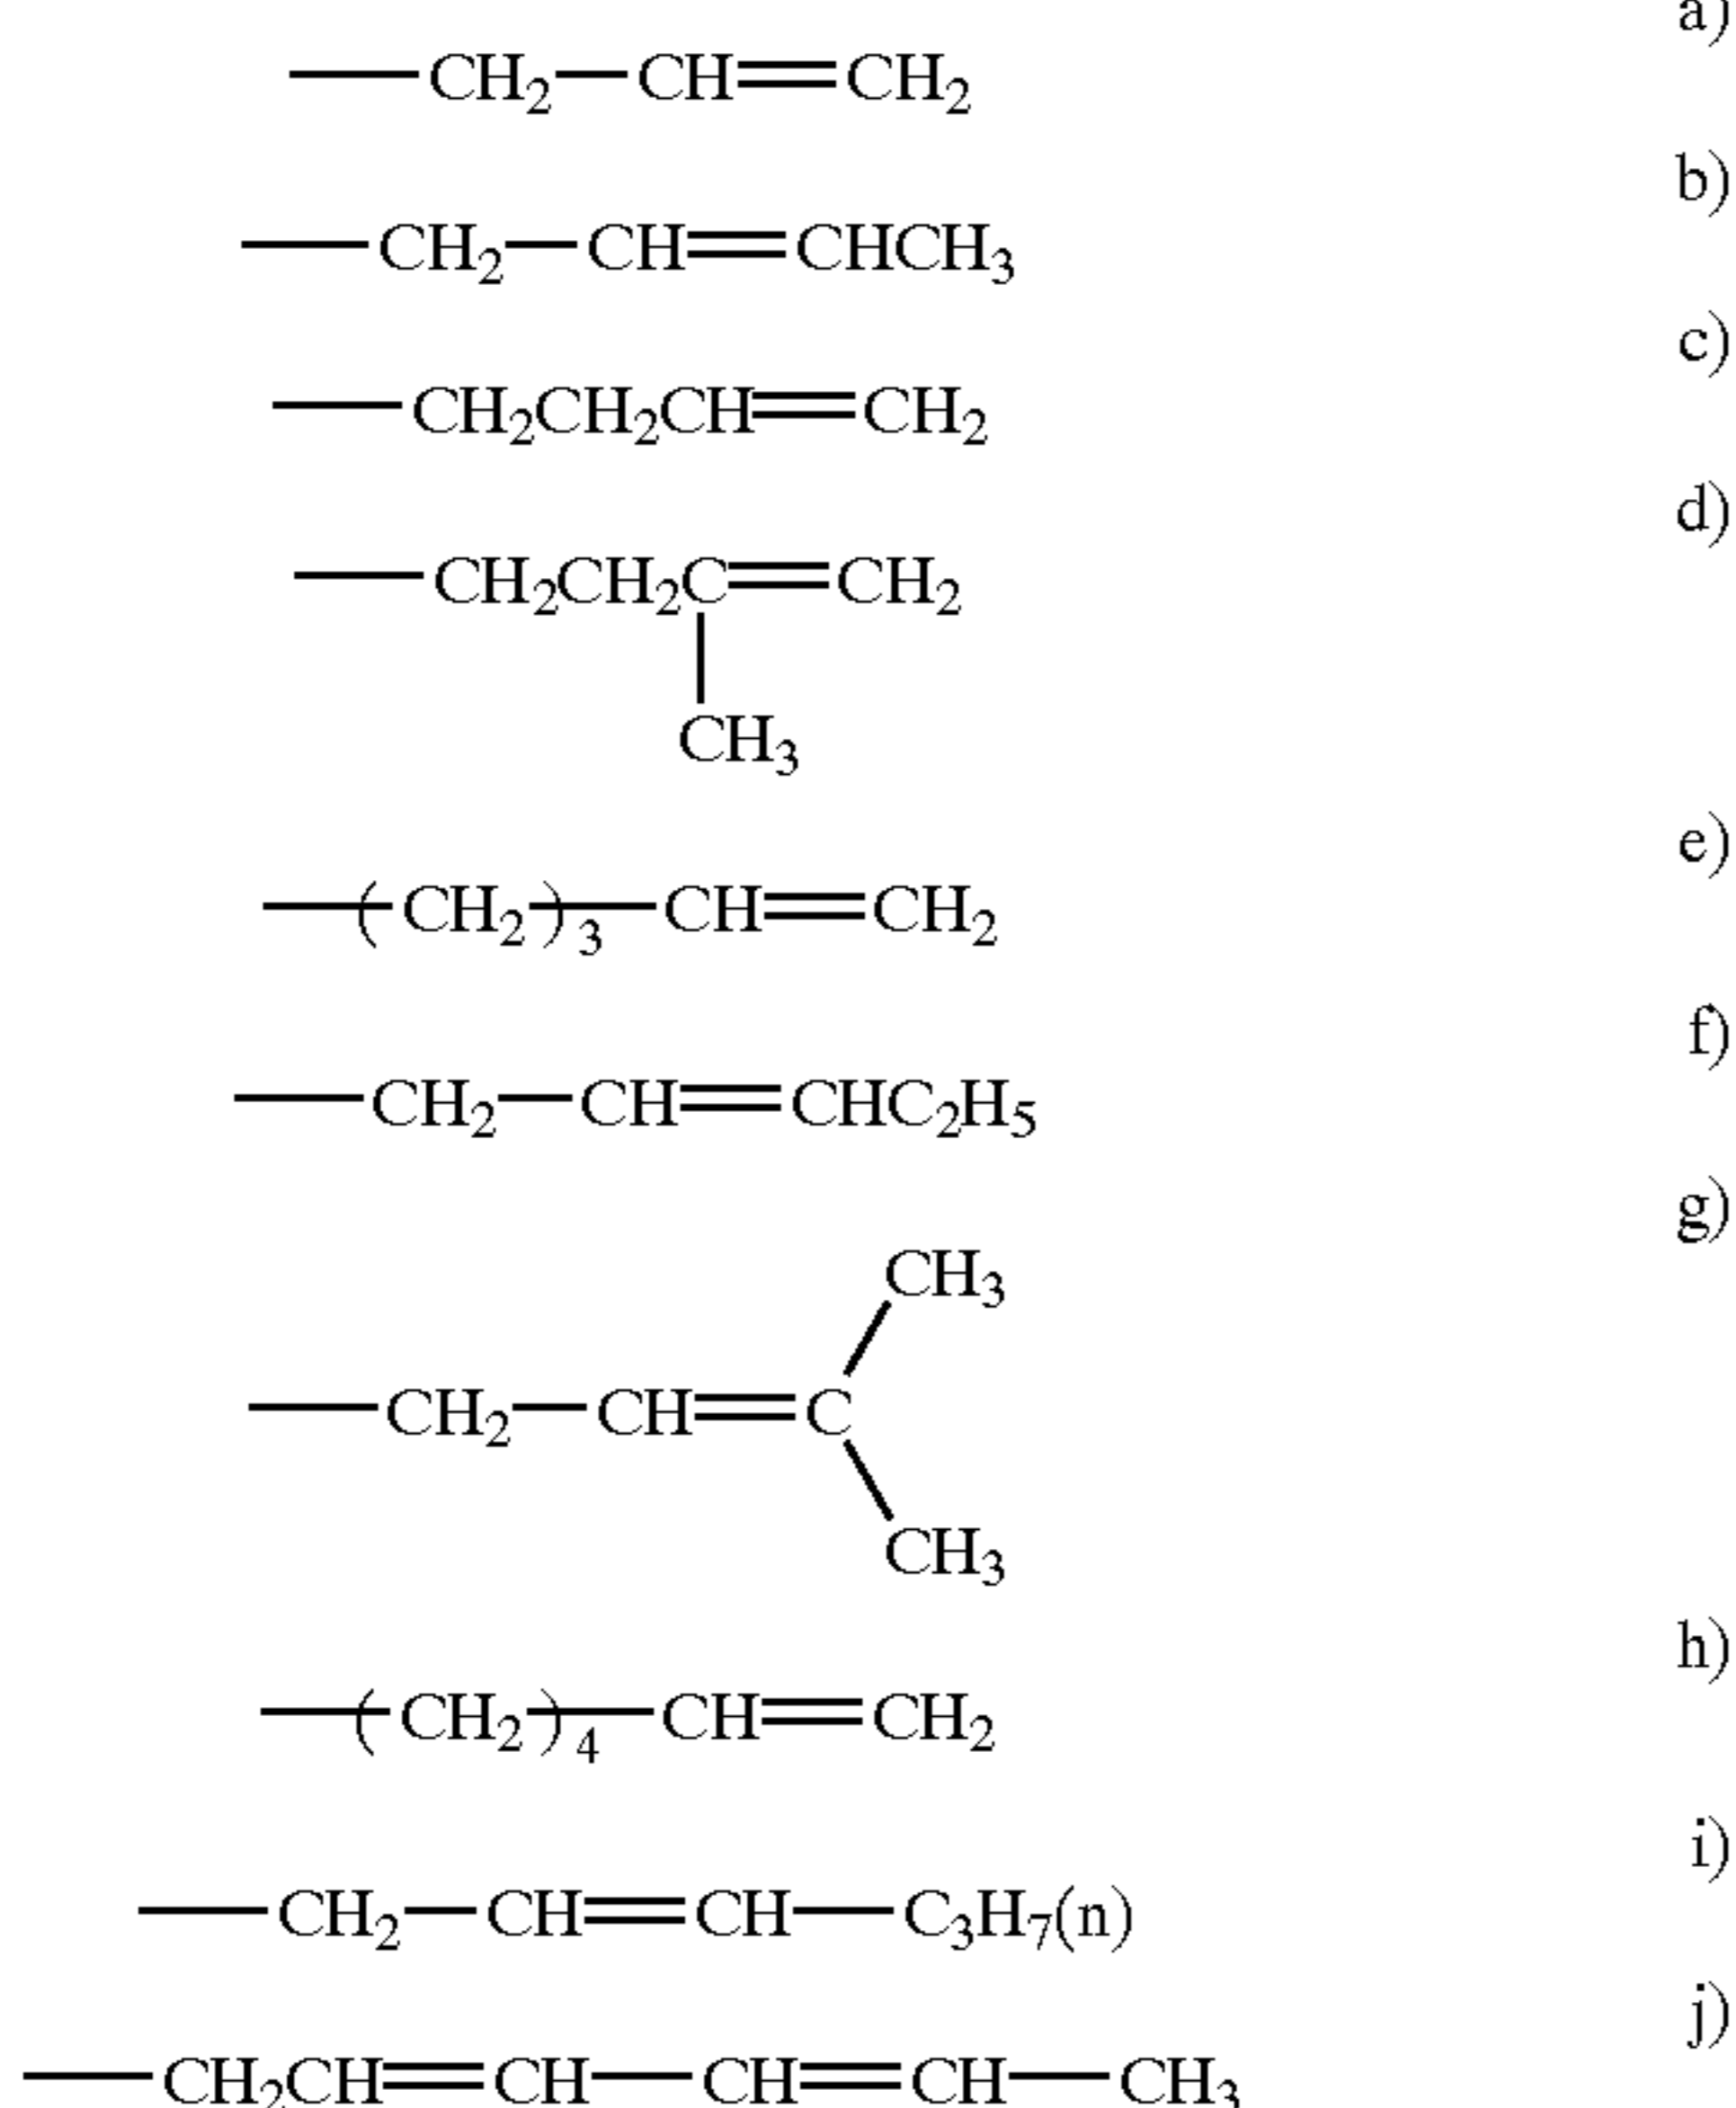 a)
—CH₂—CH=CH₂
b)
—CH₂—CH=CHCH₃
c)
—CH₂CH₂CH=CH₂
d)
—CH₂CH₂C=CH₂
CH₃
e)
—(CH₂)₃—CH=CH₂
f)
—CH₂—CH=CHC₂H₅
g)
CH₃
—CH₂—CH=C
CH₃
h)
—(CH₂)₄—CH=CH₂
i)
—CH₂—CH=CH—C₃H₇(n)
j)
—CH₂CH=CH—CH=CH—CH₃